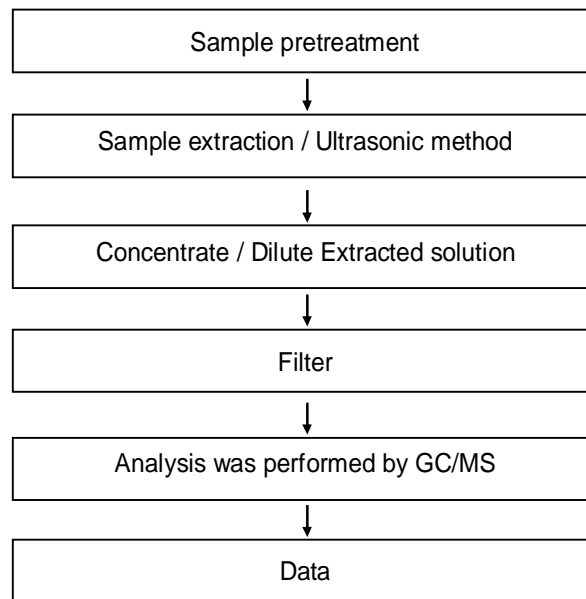 Sample pretreatment
Sample extraction / Ultrasonic method
Concentrate / Dilute Extracted solution
Filter
Analysis was performed by GC/MS
Data